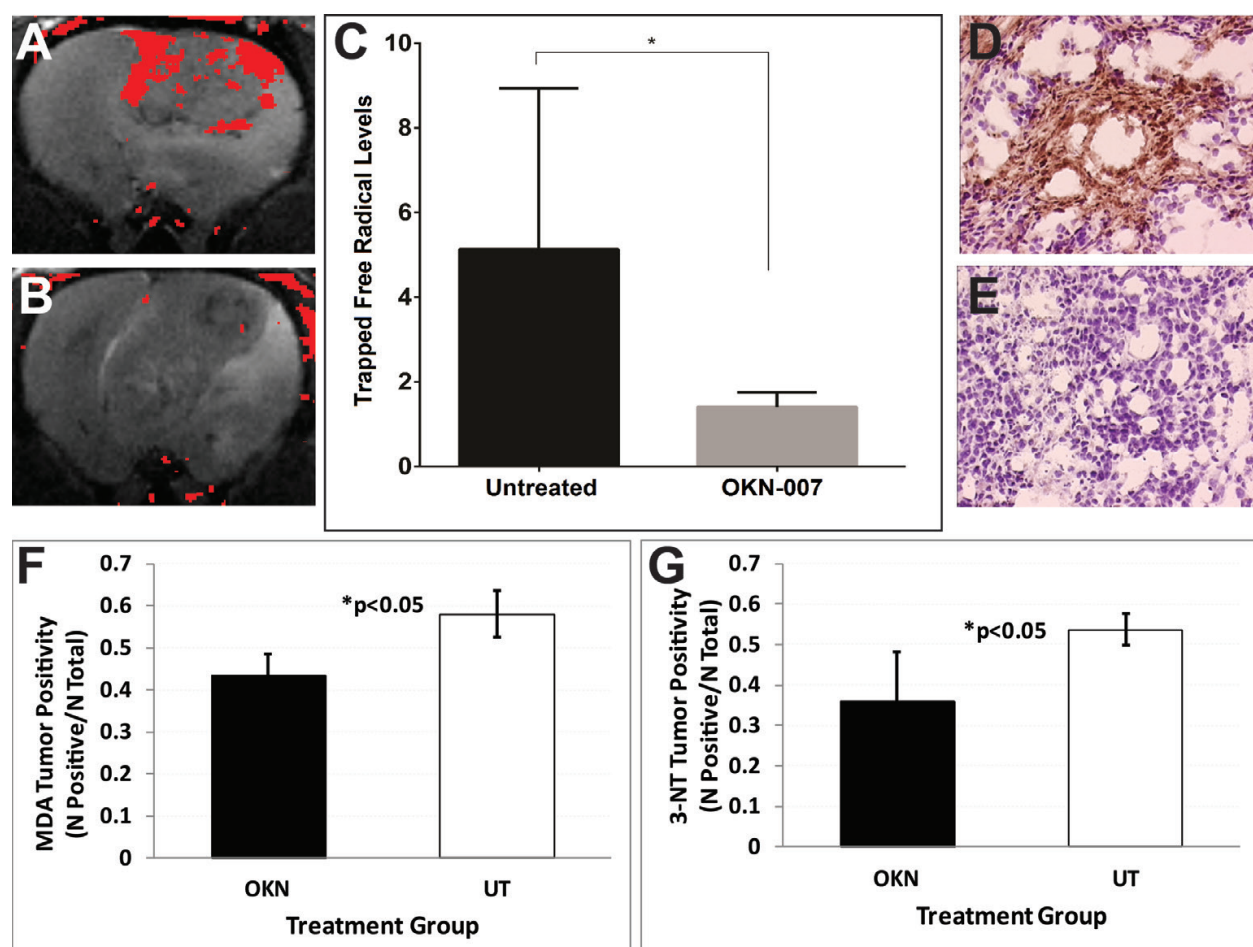 A
B
C
Trapped Free Radical Levels
10
8
6
4
2
0
*
Untreated OKN-007
D
E
F
MDA Tumor Positivity
(N Positive/N Total)
0.7
0.6
0.5
0.4
0.3
0.2
0.1
0
*p<0.05
OKN UT
Treatment Group
G
3-NT Tumor Positivity
(N Positive/N Total)
0.7
0.6
0.5
0.4
0.3
0.2
0.1
0
*p<0.05
OKN UT
Treatment Group